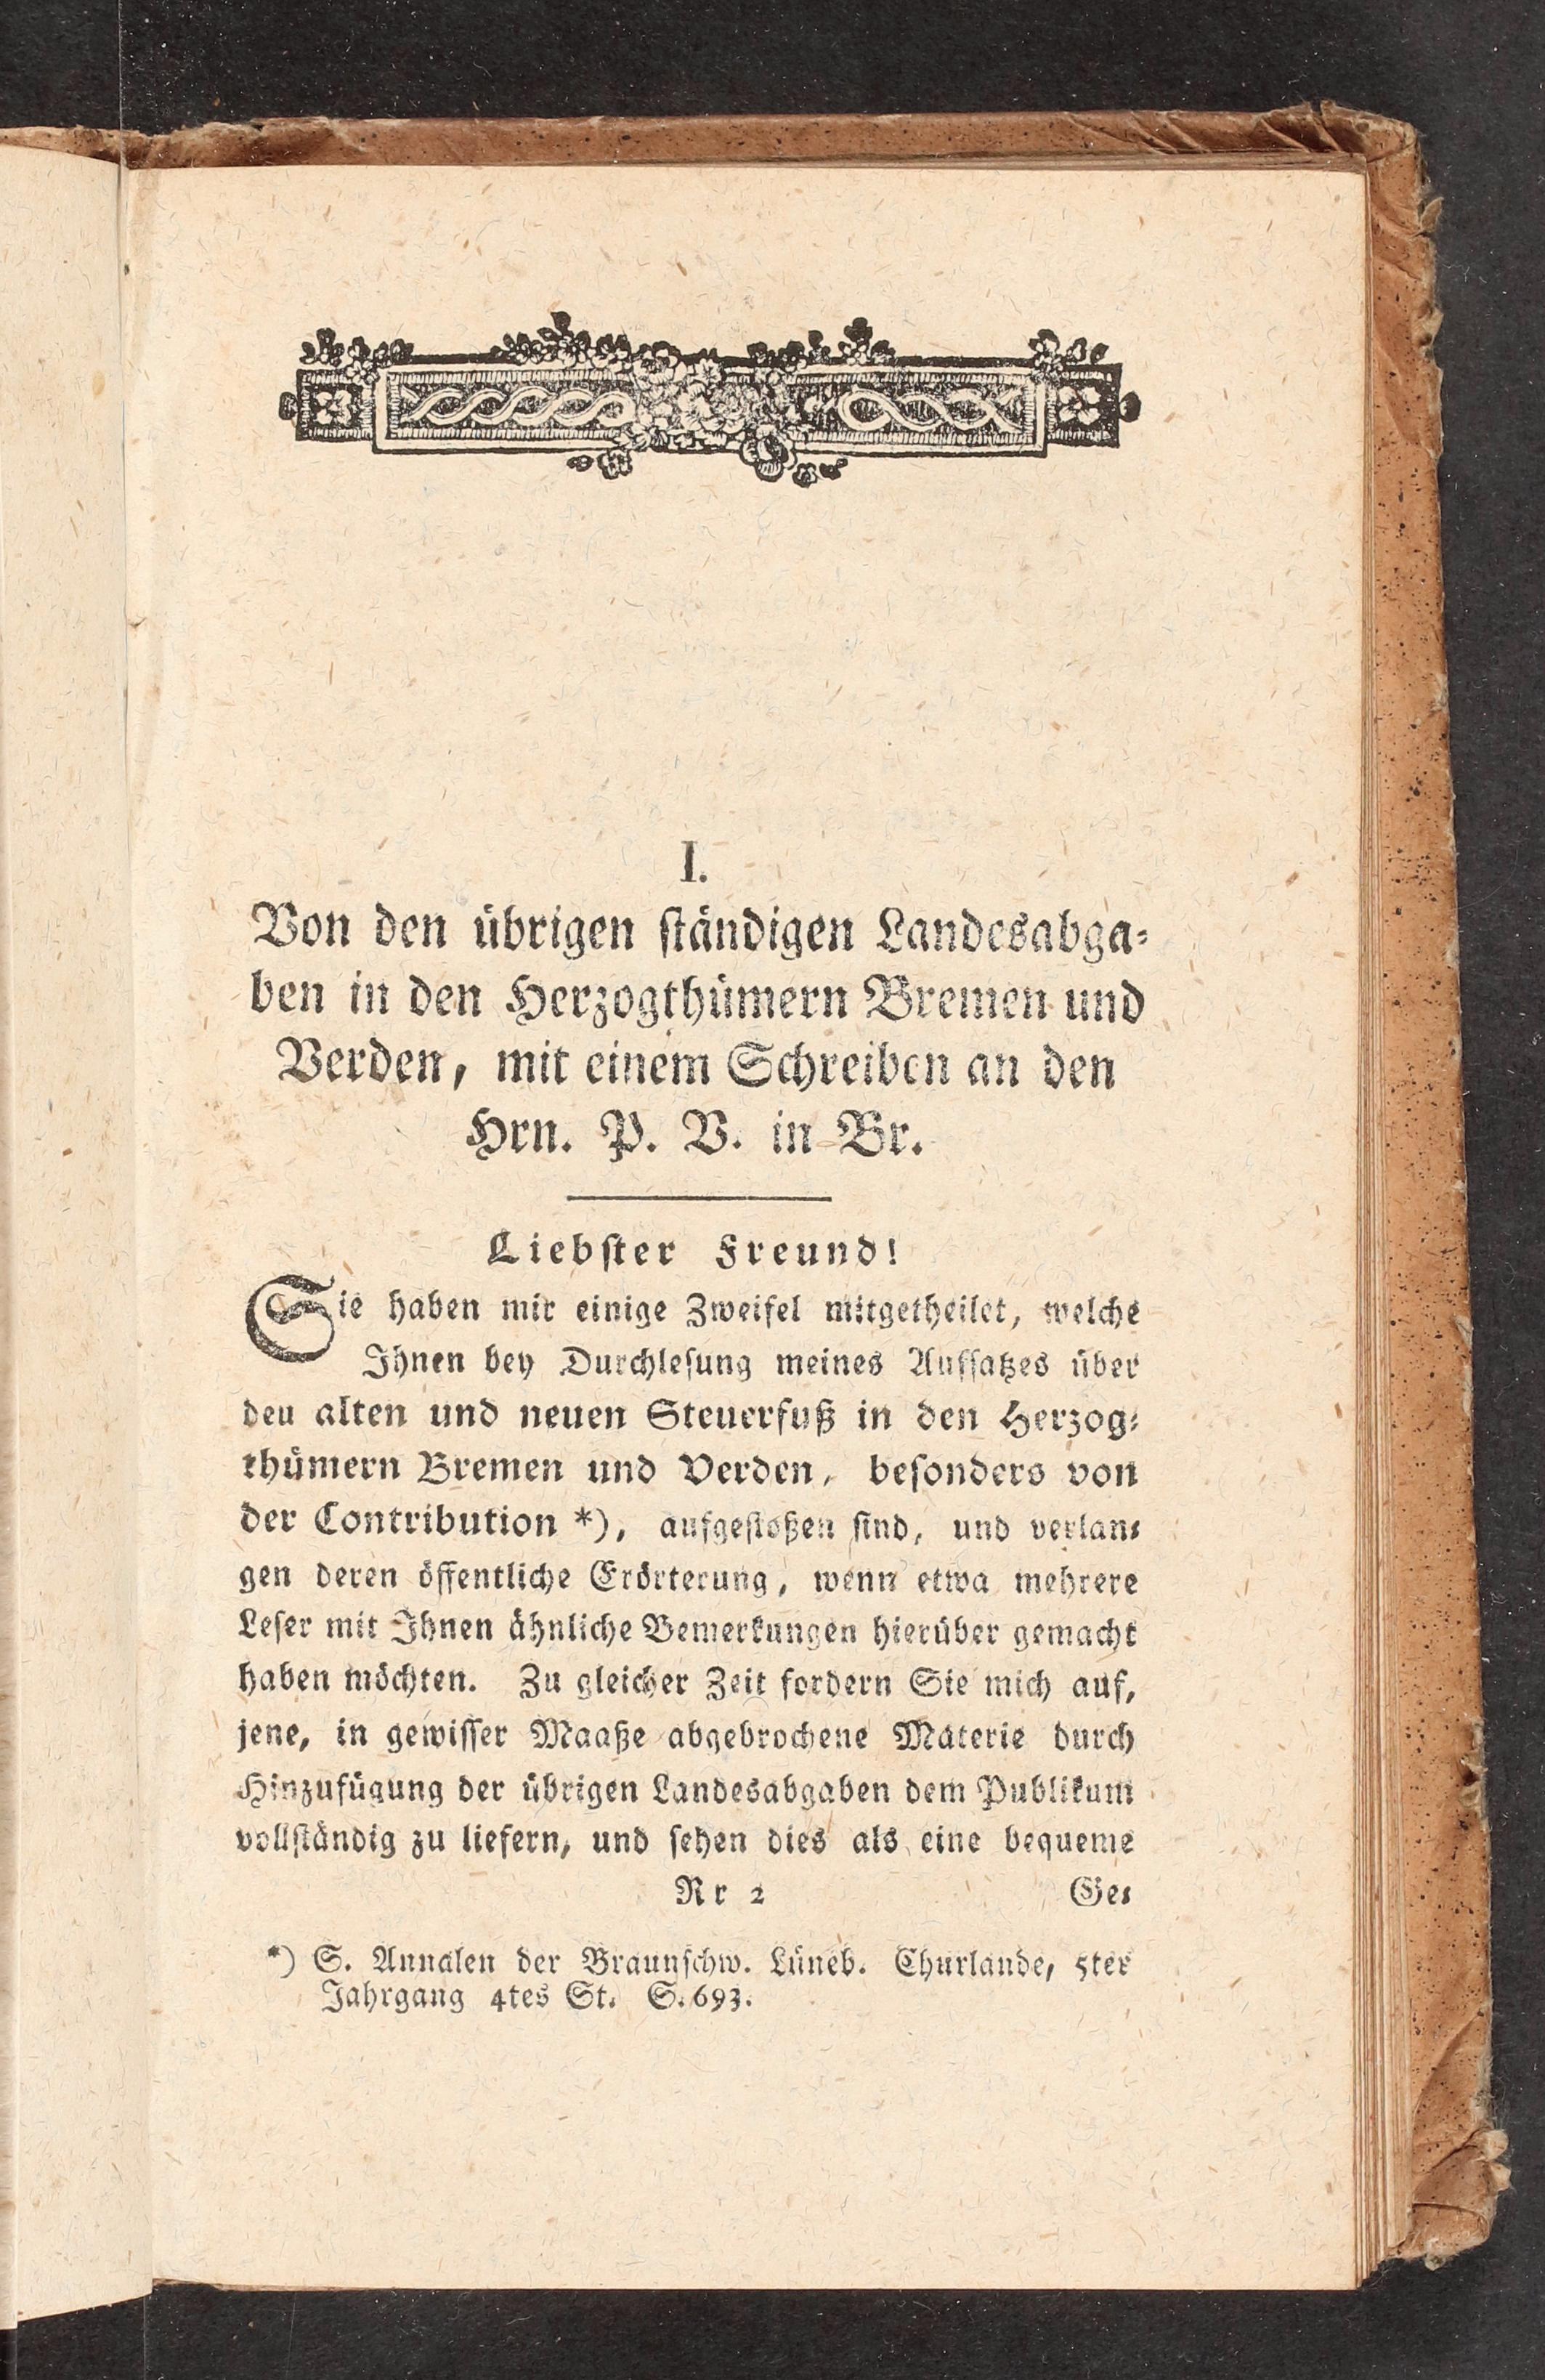 I.
Von den übrigen ständigen Landesabga-
ben in den Herzogthümern Bremen und
Verden, mit einem Schreiben an den
Hrn. P. V. in Br.
Liebster Freund!
Sie haben mir einige Zweifel mitgetheilet, welche
Ihnen bey Durchlesung meines Aufsatzes über
den alten und neuen Steuerfuß in den Herzog-
thümern Bremen und Verden, besonders von
der Contribution *), aufgestoßen sind, und verlan-
gen deren öffentliche Erörterung, wenn etwa mehrere
Leser mit Ihnen ähnliche Bemerkungen hierüber gemacht
haben möchten. Zu gleicher Zeit fordern Sie mich auf,
jene, in gewisser Maaße abgebrochene Materie durch
Hinzufügung der übrigen Landesabgaben dem Publikum
vollständig zu liefern, und sehen dies als eine bequeme
Rr 2 Ge-
*) S. Annalen der Braunschw. Lüneb. Churlande, 5ter
Jahrgang 4tes St. S. 693.